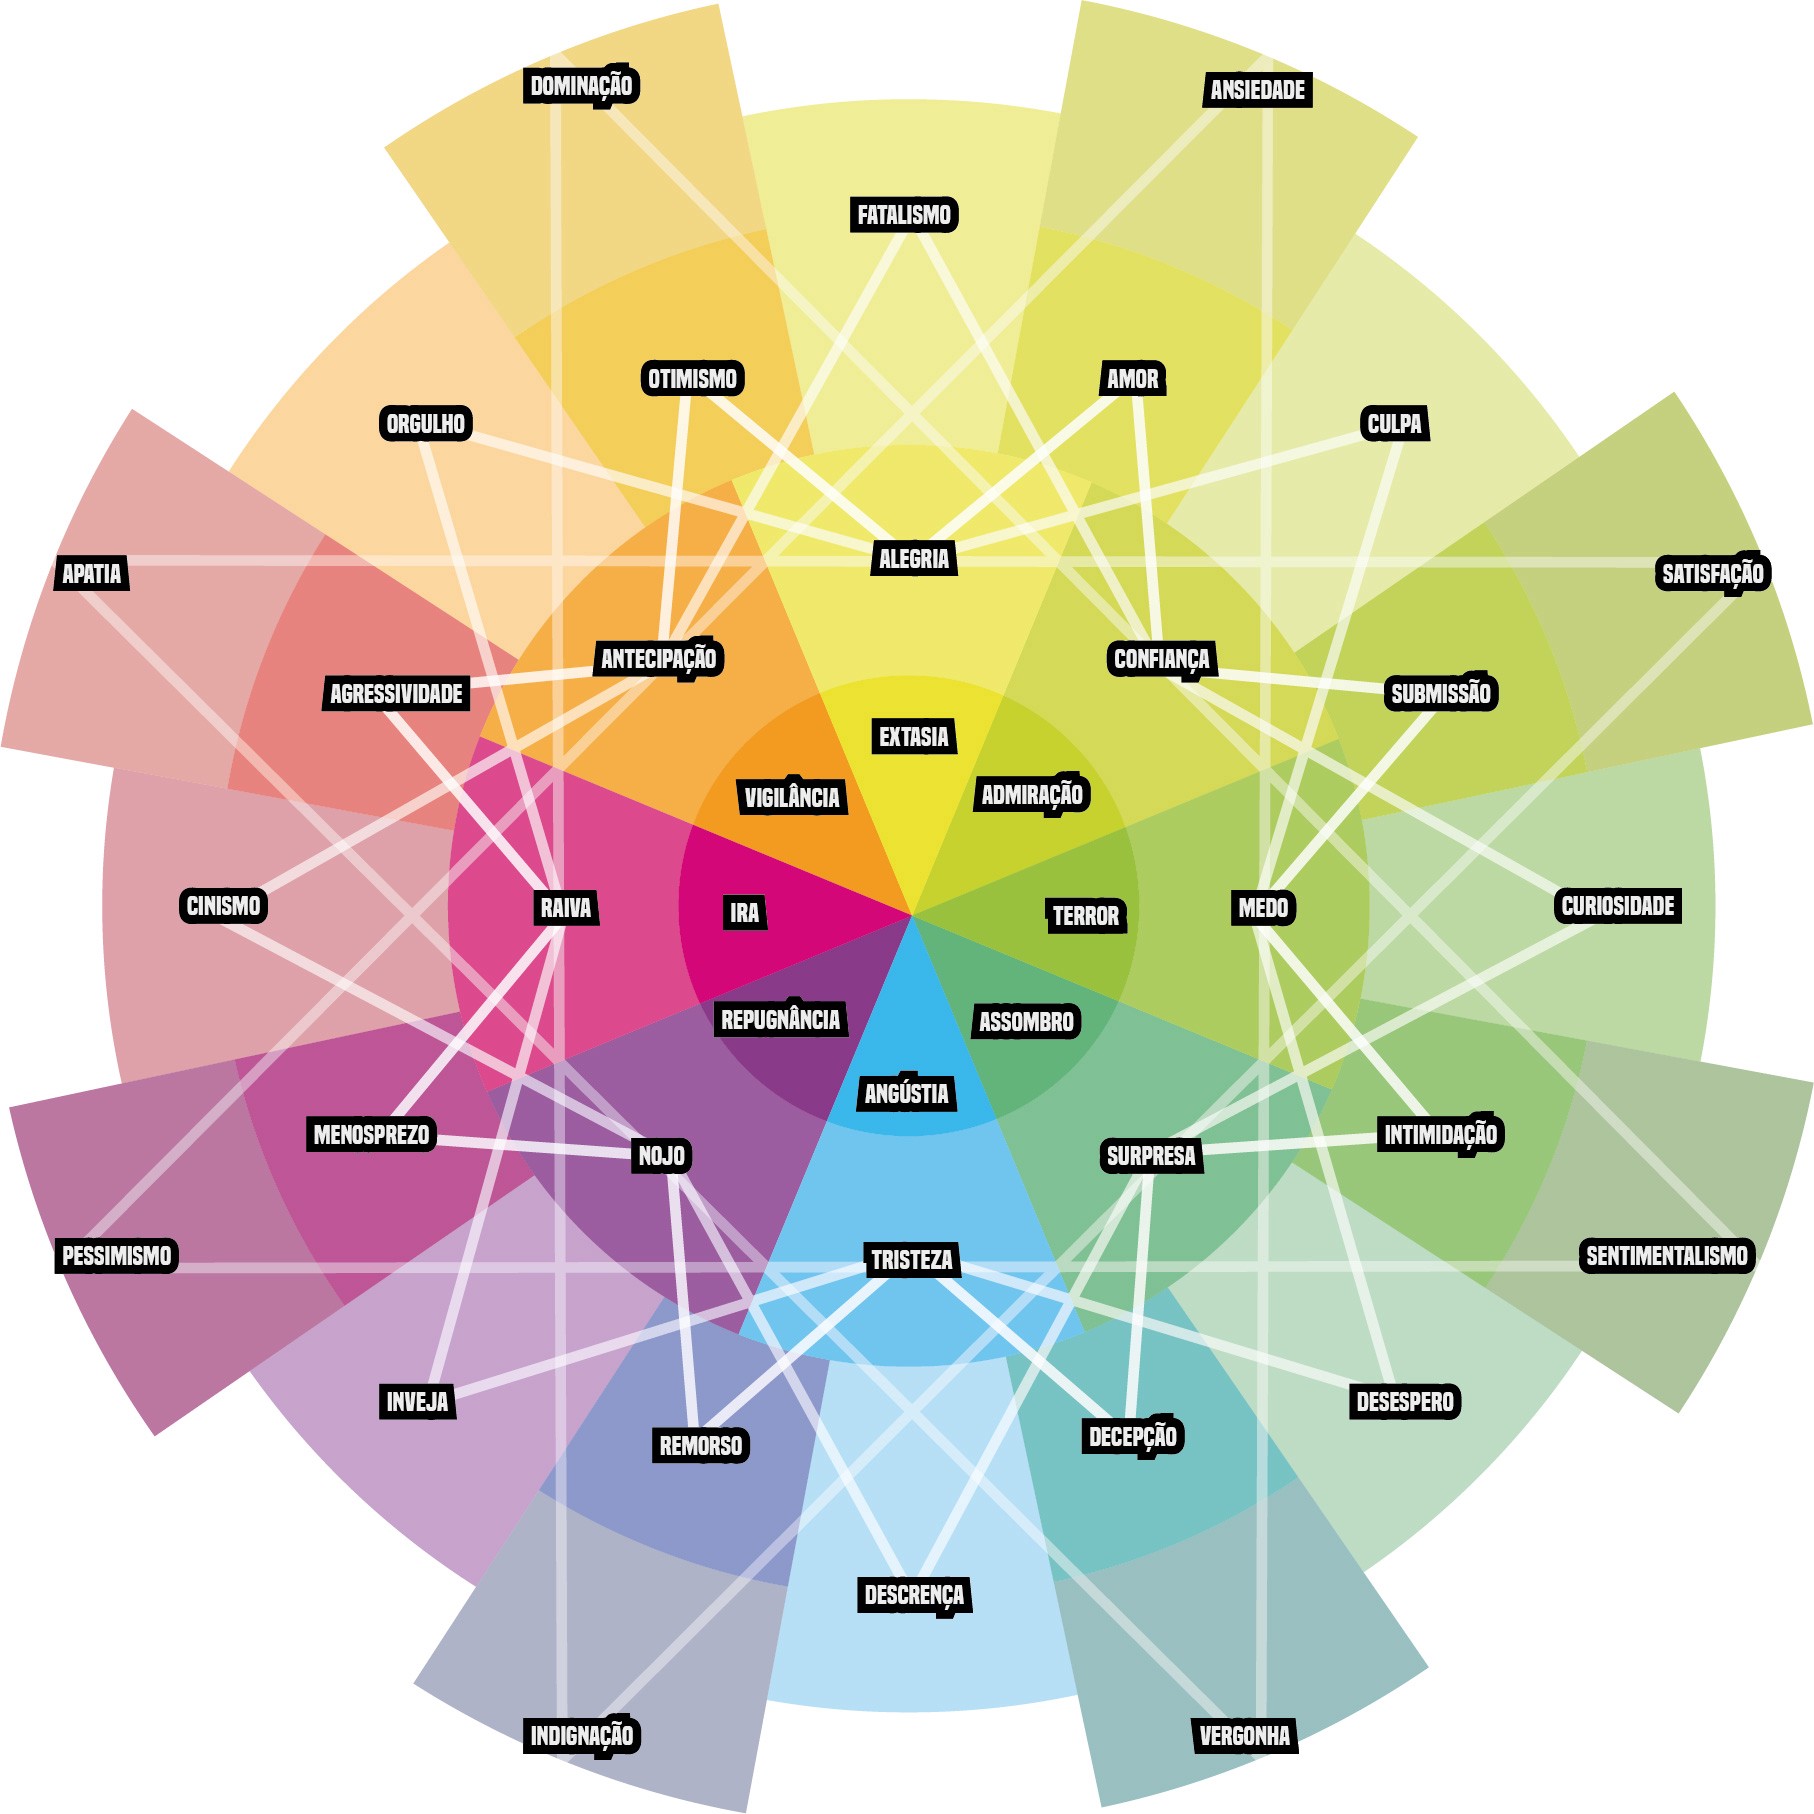 DOMINAÇÃO
ANSIEDADE
FATALISMO
OTIMISMO
AMOR
ORGULHO
CULPA
APATIA
ALEGRIA
SATISFAÇÃO
ANTECIPAÇÃO
CONFIANÇA
AGRESSIVIDADE
SUBMISSÃO
EXTASIA
VIGILÂNCIA
ADMIRAÇÃO
CINISMO
RAIVA
IRA
TERROR
MEDO
CURIOSIDADE
REPUGNÂNCIA
ASSOMBRO
ANGÚSTIA
MENOSPREZO
INTIMIDAÇÃO
NOJO
SURPRESA
PESSIMISMO
TRISTEZA
SENTIMENTALISMO
INVEJA
DESESPERO
REMORSO
DECEPÇÃO
DESCRENÇA
INDIGNAÇÃO
VERGONHA